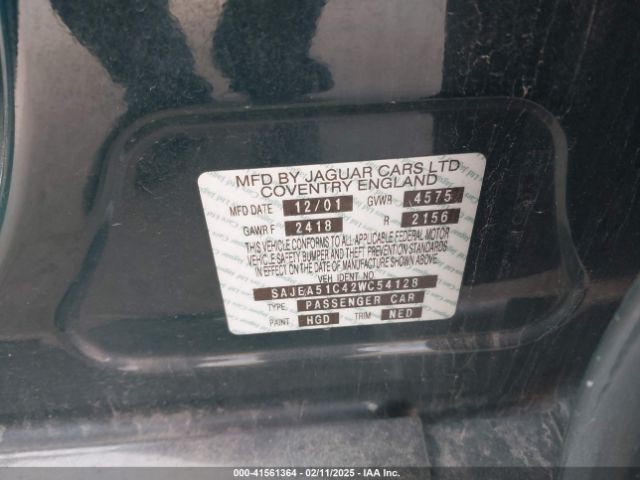 MFD BY JAGUAR CARS LTD
COVENTRY ENGLAND
MFD DATE 12/01 GVWR 4575
GAWR F 2418 R 2156
THIS VEHICLE CONFORMS TO ALL APPLICABLE FEDERAL MOTOR
VEHICLE SAFETY BUMPER AND THEFT PREVENTION STANDARDS
IN EFFECT ON THE DATE OF MANUFACTURE SHOWN ABOVE.
VEH. IDENT NO
SAJEA51C42WC54128
TYPE PASSENGER CAR
PAINT HGD TRIM NED
000-41561364 - 02/11/2025 - IAA Inc.